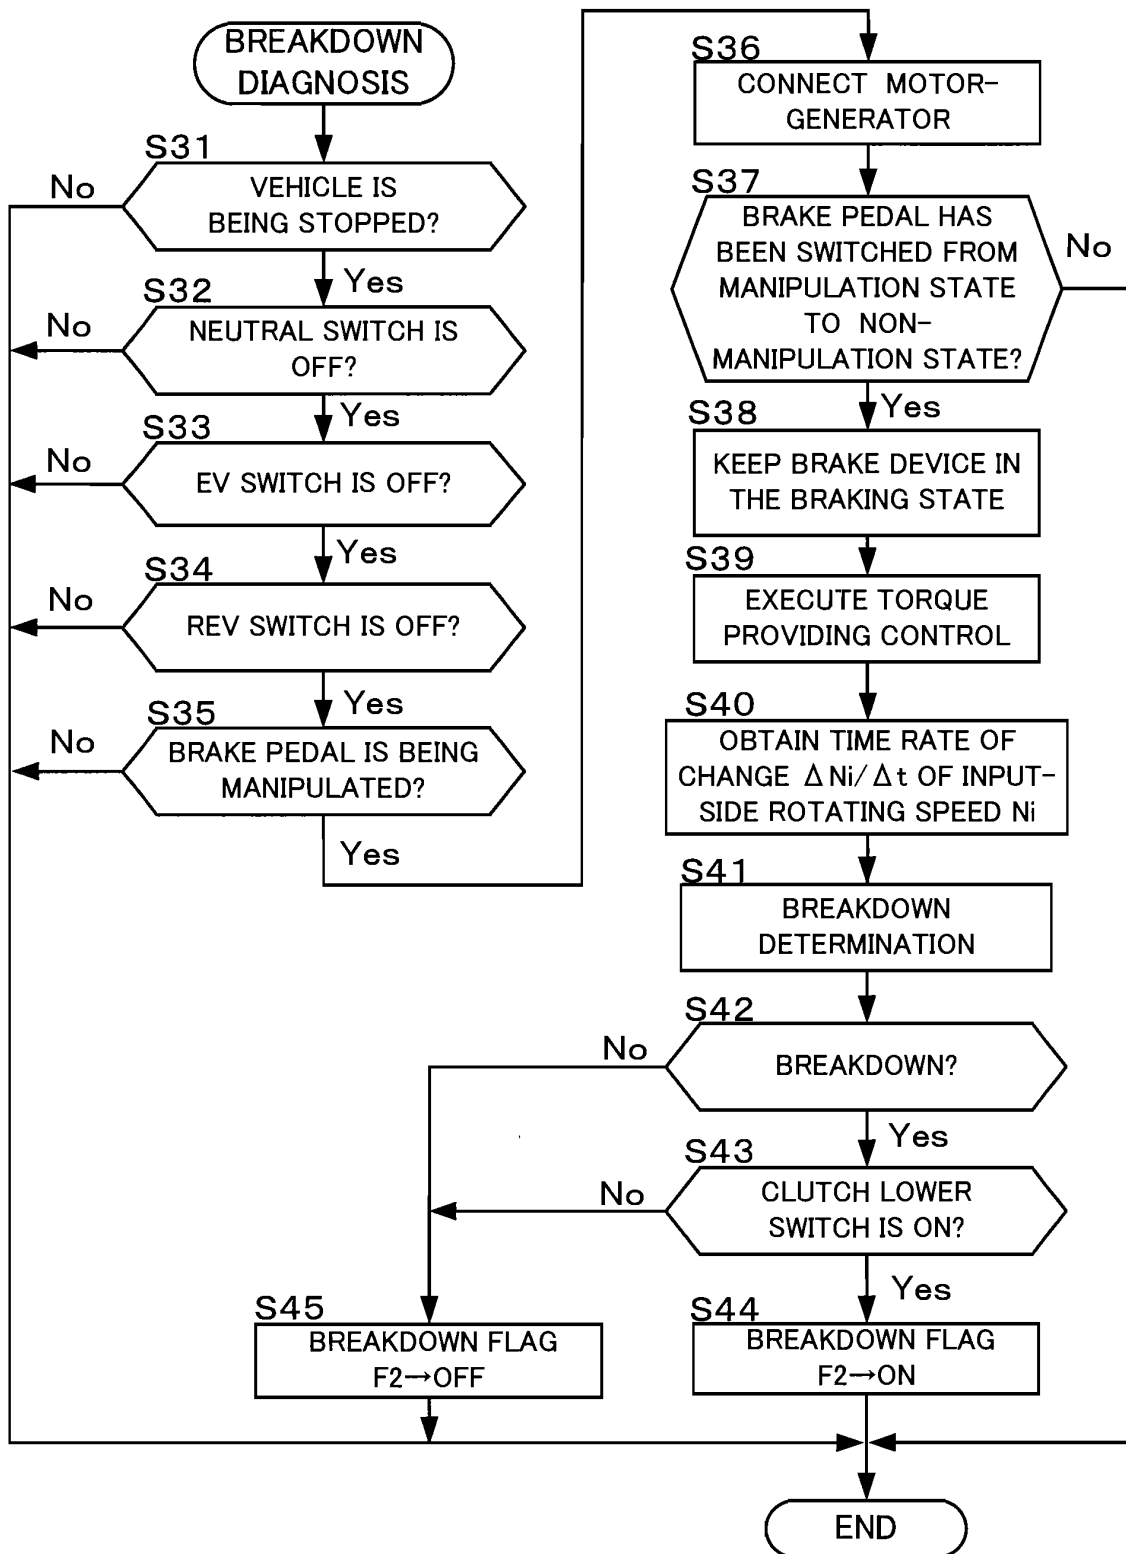 BREAKDOWN
DIAGNOSIS
S31
VEHICLE IS
BEING STOPPED?
No
Yes
S32
NEUTRAL SWITCH IS
OFF?
No
Yes
S33
EV SWITCH IS OFF?
No
Yes
S34
REV SWITCH IS OFF?
No
Yes
S35
BRAKE PEDAL IS BEING
MANIPULATED?
No
Yes
S36
CONNECT MOTOR-
GENERATOR
S37
BRAKE PEDAL HAS
BEEN SWITCHED FROM
MANIPULATION STATE
TO NON-
MANIPULATION STATE?
No
Yes
S38
KEEP BRAKE DEVICE IN
THE BRAKING STATE
S39
EXECUTE TORQUE
PROVIDING CONTROL
S40
OBTAIN TIME RATE OF
CHANGE ΔNi/Δt OF INPUT-
SIDE ROTATING SPEED Ni
S41
BREAKDOWN
DETERMINATION
S42
BREAKDOWN?
No
Yes
S43
CLUTCH LOWER
SWITCH IS ON?
No
Yes
S44
BREAKDOWN FLAG
F2→ON
S45
BREAKDOWN FLAG
F2→OFF
END